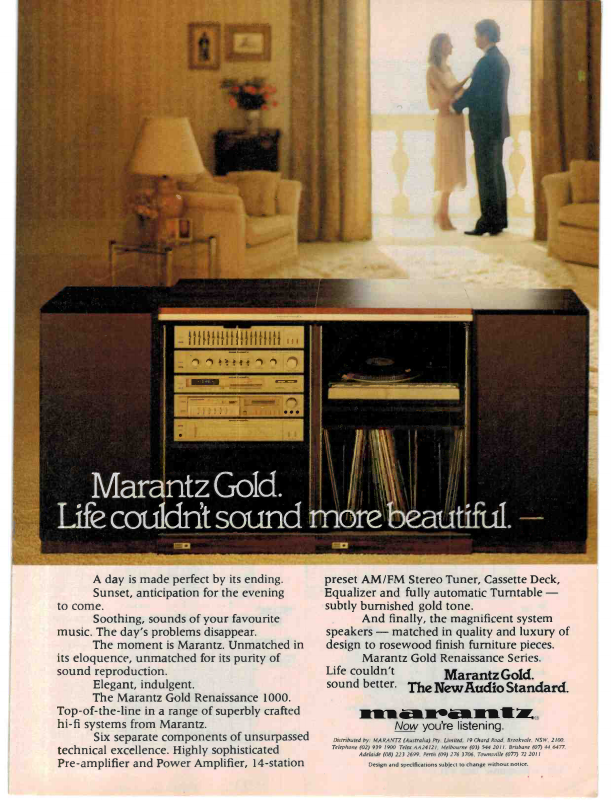 Marantz Gold.
Life couldn't sound more beautiful. —
A day is made perfect by its ending.
Sunset, anticipation for the evening
to come.
Soothing, sounds of your favourite
music. The day's problems disappear.
The moment is Marantz. Unmatched in
its eloquence, unmatched for its purity of
sound reproduction.
Elegant, indulgent.
The Marantz Gold Renaissance 1000.
Top-of-the-line in a range of superbly crafted
hi-fi systems from Marantz.
Six separate components of unsurpassed
technical excellence. Highly sophisticated
Pre-amplifier and Power Amplifier, 14-station
preset AM/FM Stereo Tuner, Cassette Deck,
Equalizer and fully automatic Turntable —
subtly burnished gold tone.
And finally, the magnificent system
speakers — matched in quality and luxury of
design to rosewood finish furniture pieces.
Marantz Gold Renaissance Series.
Life couldn't
sound better.
Marantz Gold.
The New Audio Standard.
marantz
Now you're listening.
Distributed by: MARANTZ (Australia) Pty. Limited, 19 Chard Road, Brookvale, NSW, 2100.
Telephone (02) 939 1900 Telex AA24121, Melbourne (03) 544 2011, Brisbane (07) 44 6477,
Adelaide (08) 223 2699, Perth (09) 276 3706, Townsville (077) 72 2011
Design and specifications subject to change without notice.